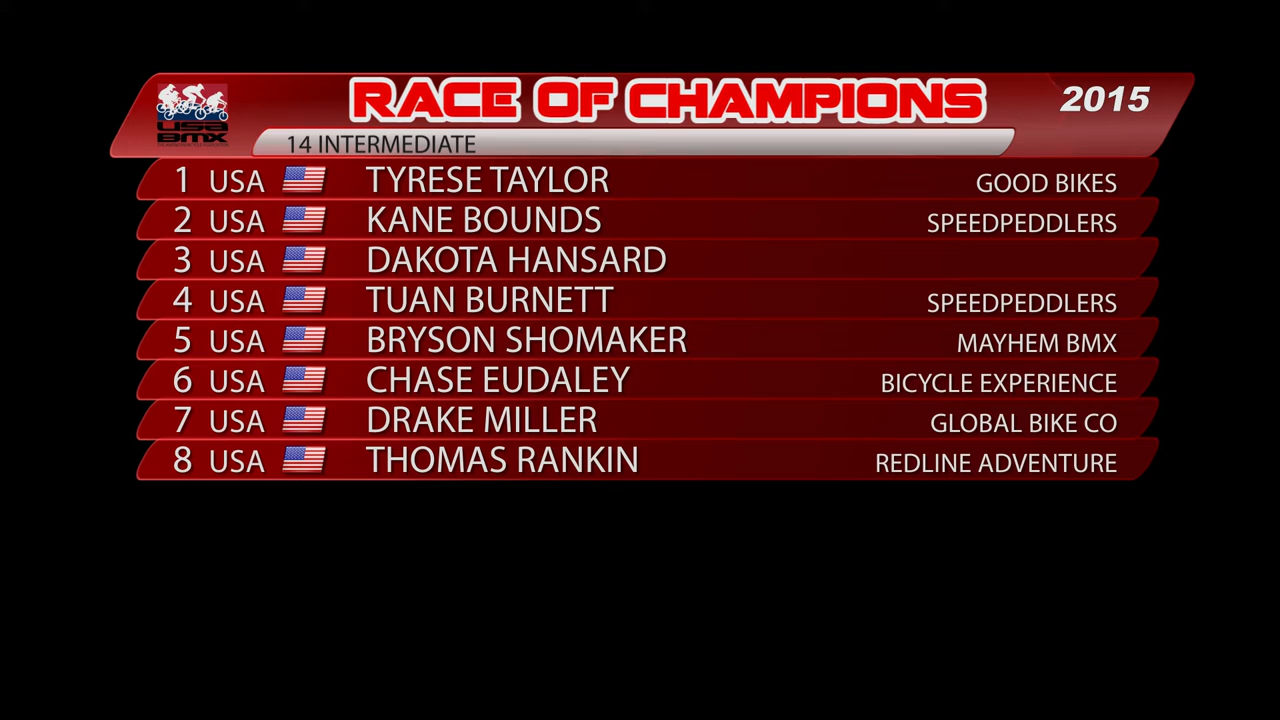 RACE OF CHAMPIONS 2015
USA
BMX
14 INTERMEDIATE
1 USA TYRESE TAYLOR GOOD BIKES
2 USA KANE BOUNDS SPEEDPEDDLERS
3 USA DAKOTA HANSARD
4 USA TUAN BURNETT SPEEDPEDDLERS
5 USA BRYSON SHOMAKER MAYHEM BMX
6 USA CHASE EUDALEY BICYCLE EXPERIENCE
7 USA DRAKE MILLER GLOBAL BIKE CO
8 USA THOMAS RANKIN REDLINE ADVENTURE